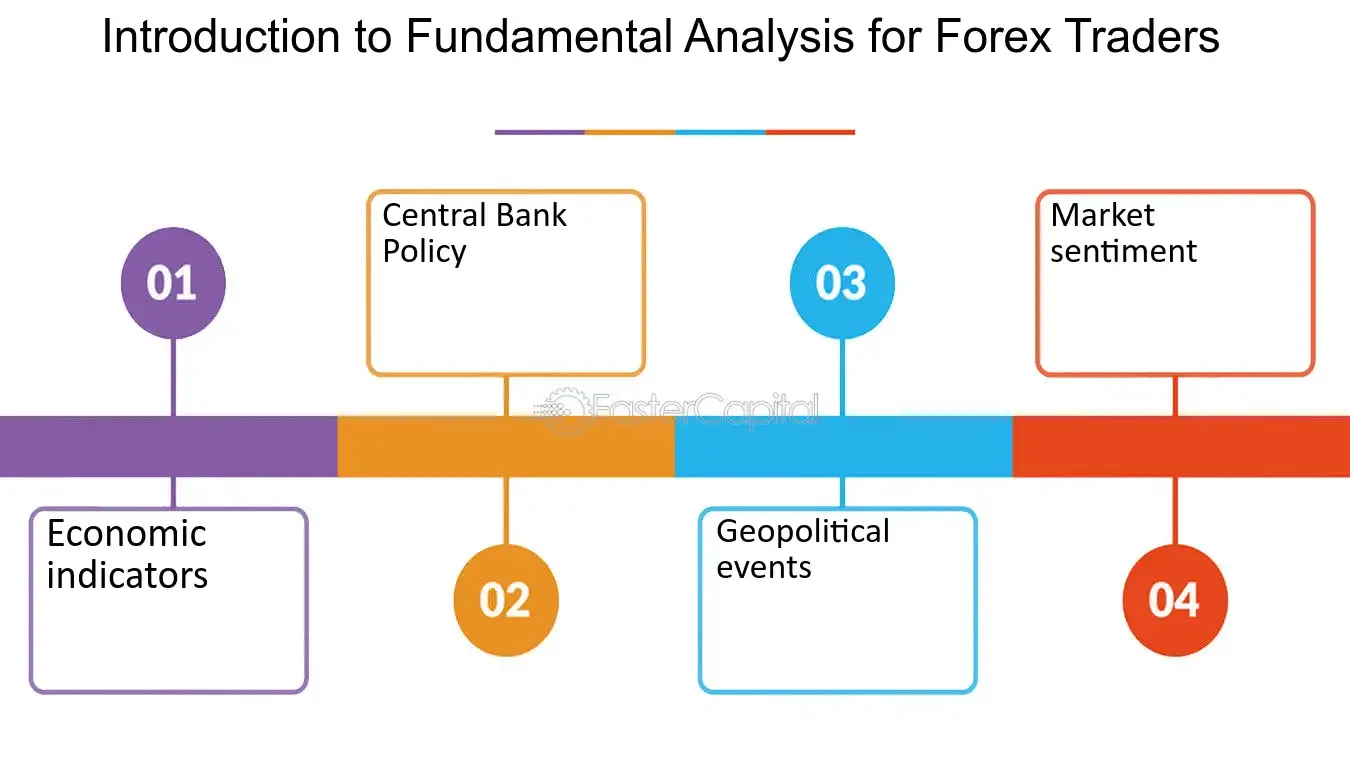 Introduction to Fundamental Analysis for Forex Traders
01
Economic
indicators
Central Bank
Policy
02
03
Geopolitical
events
Market
sentiment
04
FasterCapital